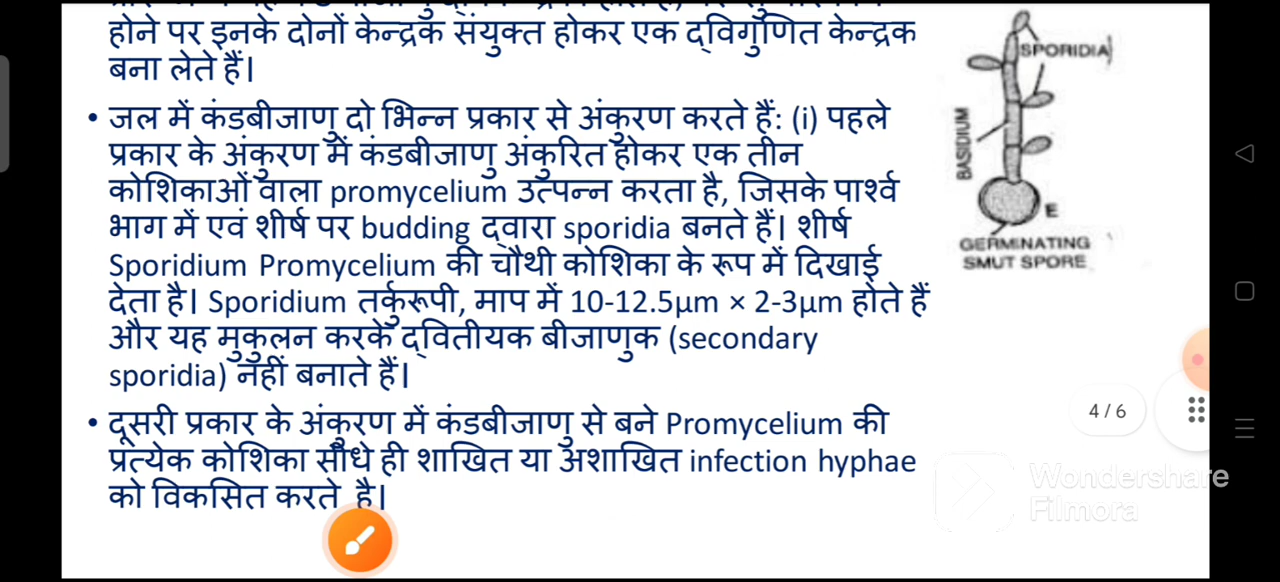 होने पर इनके दोनों केन्द्रक संयुक्त होकर एक द्विगुणित केन्द्रक
बना लेते हैं।
• जल में कंडबीजाणु दो भिन्न प्रकार से अंकुरण करते हैं: (i) पहले
प्रकार के अंकुरण में कंडबीजाणु अंकुरित होकर एक तीन
कोशिकाओं वाला promycelium उत्पन्न करता है, जिसके पार्श्व
भाग में एवं शीर्ष पर budding द्वारा sporidia बनते हैं। शीर्ष
Sporidium Promycelium की चौथी कोशिका के रूप में दिखाई
देता है। Sporidium तर्कुरूपी, माप में 10-12.5µm × 2-3µm होते हैं
और यह मुकुलन करके द्वितीयक बीजाणुक (secondary
sporidia) नहीं बनाते हैं।
• दूसरी प्रकार के अंकुरण में कंडबीजाणु से बने Promycelium की
प्रत्येक कोशिका सीधे ही शाखित या अशाखित infection hyphae
को विकसित करते है।
SPORIDIA
BASIDIUM
E
GERMINATING
SMUT SPORE
4 / 6
Wondershare
Filmora